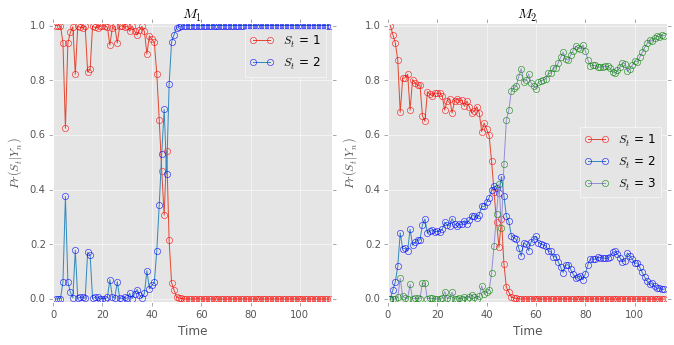 M₁
M₂
1.0
0.8
0.6
0.4
0.2
0.0
Pr(Sₜ|Yₙ)
0
20
40
60
80
100
Time
Sₜ = 1
Sₜ = 2
1.0
0.8
0.6
0.4
0.2
0.0
Pr(Sₜ|Yₙ)
0
20
40
60
80
100
Time
Sₜ = 1
Sₜ = 2
Sₜ = 3